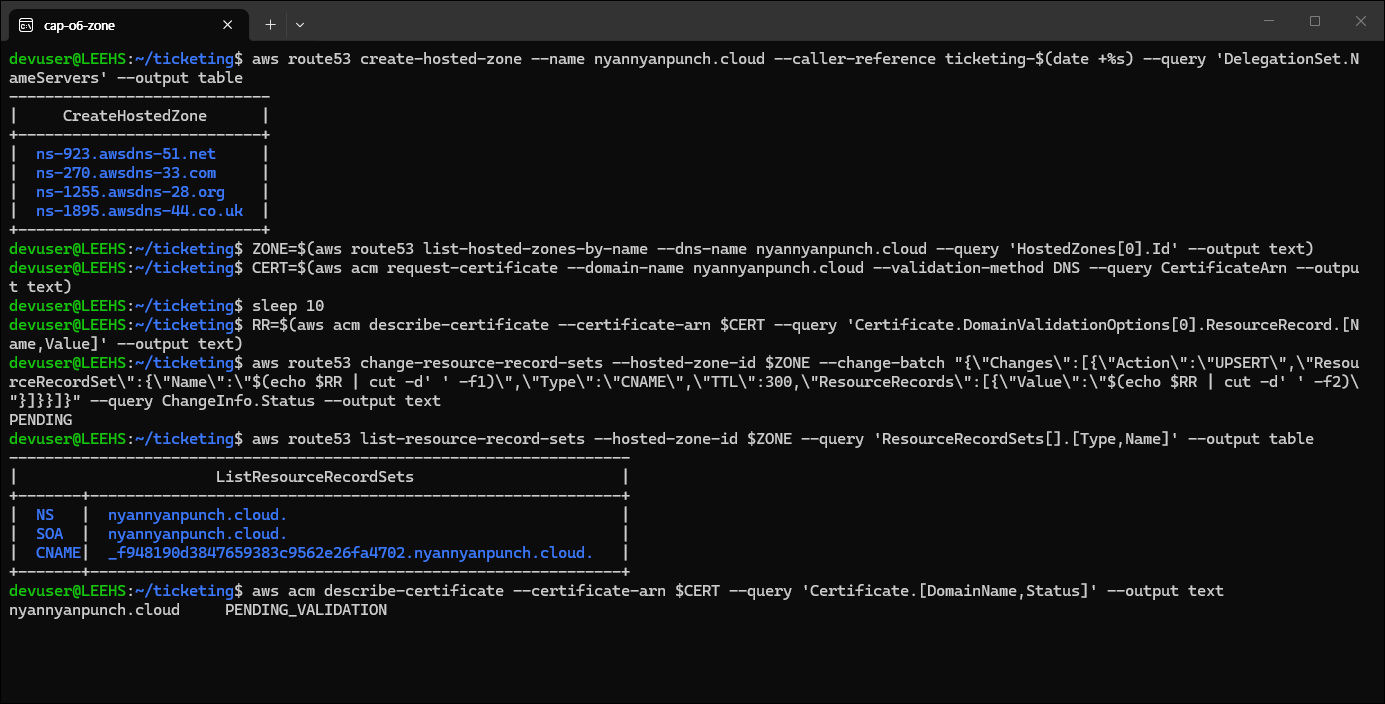 cap-o6-zone
devuser@LEEHS:~/ticketing$ aws route53 create-hosted-zone --name nyannyanpunch.cloud --caller-reference ticketing-$(date +%s) --query 'DelegationSet.N
ameServers' --output table
-----------------------------
|     CreateHostedZone      |
+---------------------------+
|  ns-923.awsdns-51.net     |
|  ns-270.awsdns-33.com     |
|  ns-1255.awsdns-28.org    |
|  ns-1895.awsdns-44.co.uk  |
+---------------------------+
devuser@LEEHS:~/ticketing$ ZONE=$(aws route53 list-hosted-zones-by-name --dns-name nyannyanpunch.cloud --query 'HostedZones[0].Id' --output text)
devuser@LEEHS:~/ticketing$ CERT=$(aws acm request-certificate --domain-name nyannyanpunch.cloud --validation-method DNS --query CertificateArn --outpu
t text)
devuser@LEEHS:~/ticketing$ sleep 10
devuser@LEEHS:~/ticketing$ RR=$(aws acm describe-certificate --certificate-arn $CERT --query 'Certificate.DomainValidationOptions[0].ResourceRecord.[N
ame,Value]' --output text)
devuser@LEEHS:~/ticketing$ aws route53 change-resource-record-sets --hosted-zone-id $ZONE --change-batch "{\"Changes\":[{\"Action\":\"UPSERT\",\"Resou
rceRecordSet\":{\"Name\":\"$(echo $RR | cut -d' ' -f1)\",\"Type\":\"CNAME\",\"TTL\":300,\"ResourceRecords\":[{\"Value\":\"$(echo $RR | cut -d' ' -f2)\
"}]}}]}" --query ChangeInfo.Status --output text
PENDING
devuser@LEEHS:~/ticketing$ aws route53 list-resource-record-sets --hosted-zone-id $ZONE --query 'ResourceRecordSets[].[Type,Name]' --output table
---------------------------------------------------------------------
|                      ListResourceRecordSets                       |
+-------+-----------------------------------------------------------+
|  NS   |  nyannyanpunch.cloud.                                     |
|  SOA  |  nyannyanpunch.cloud.                                     |
|  CNAME|  _f948190d3847659383c9562e26fa4702.nyannyanpunch.cloud.   |
+-------+-----------------------------------------------------------+
devuser@LEEHS:~/ticketing$ aws acm describe-certificate --certificate-arn $CERT --query 'Certificate.[DomainName,Status]' --output text
nyannyanpunch.cloud     PENDING_VALIDATION